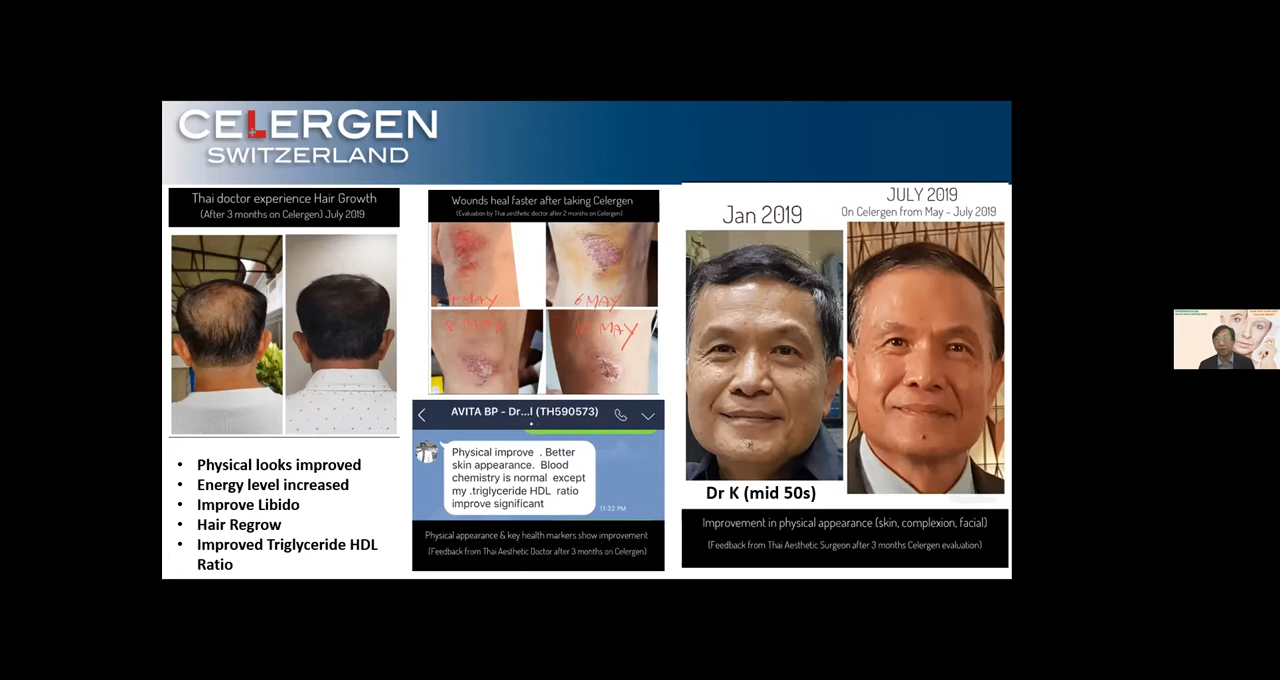 CELERGEN
SWITZERLAND
Thai doctor experience Hair Growth
(After 3 months on Celergen) July 2019
Physical looks improved
Energy level increased
Improve Libido
Hair Regrow
Improved Triglyceride HDL
Ratio
Wounds heal faster after taking Celergen
(Evaluation by Thai aesthetic doctor after 2 months on Celergen)
6 MAY
12 MAY
AVITA BP - Dr...l (TH590573)
Physical improve . Better
skin appearance. Blood
chemistry is normal except
my .triglyceride HDL ratio
improve significant
11:32 PM
Physical appearance & key health markers show improvement
(Feedback from Thai Aesthetic Doctor after 3 months on Celergen)
Jan 2019
JULY 2019
On Celergen from May - July 2019
Dr K (mid 50s)
Improvement in physical appearance (skin, complexion, facial)
(Feedback from Thai Aesthetic Surgeon after 3 months Celergen evaluation)